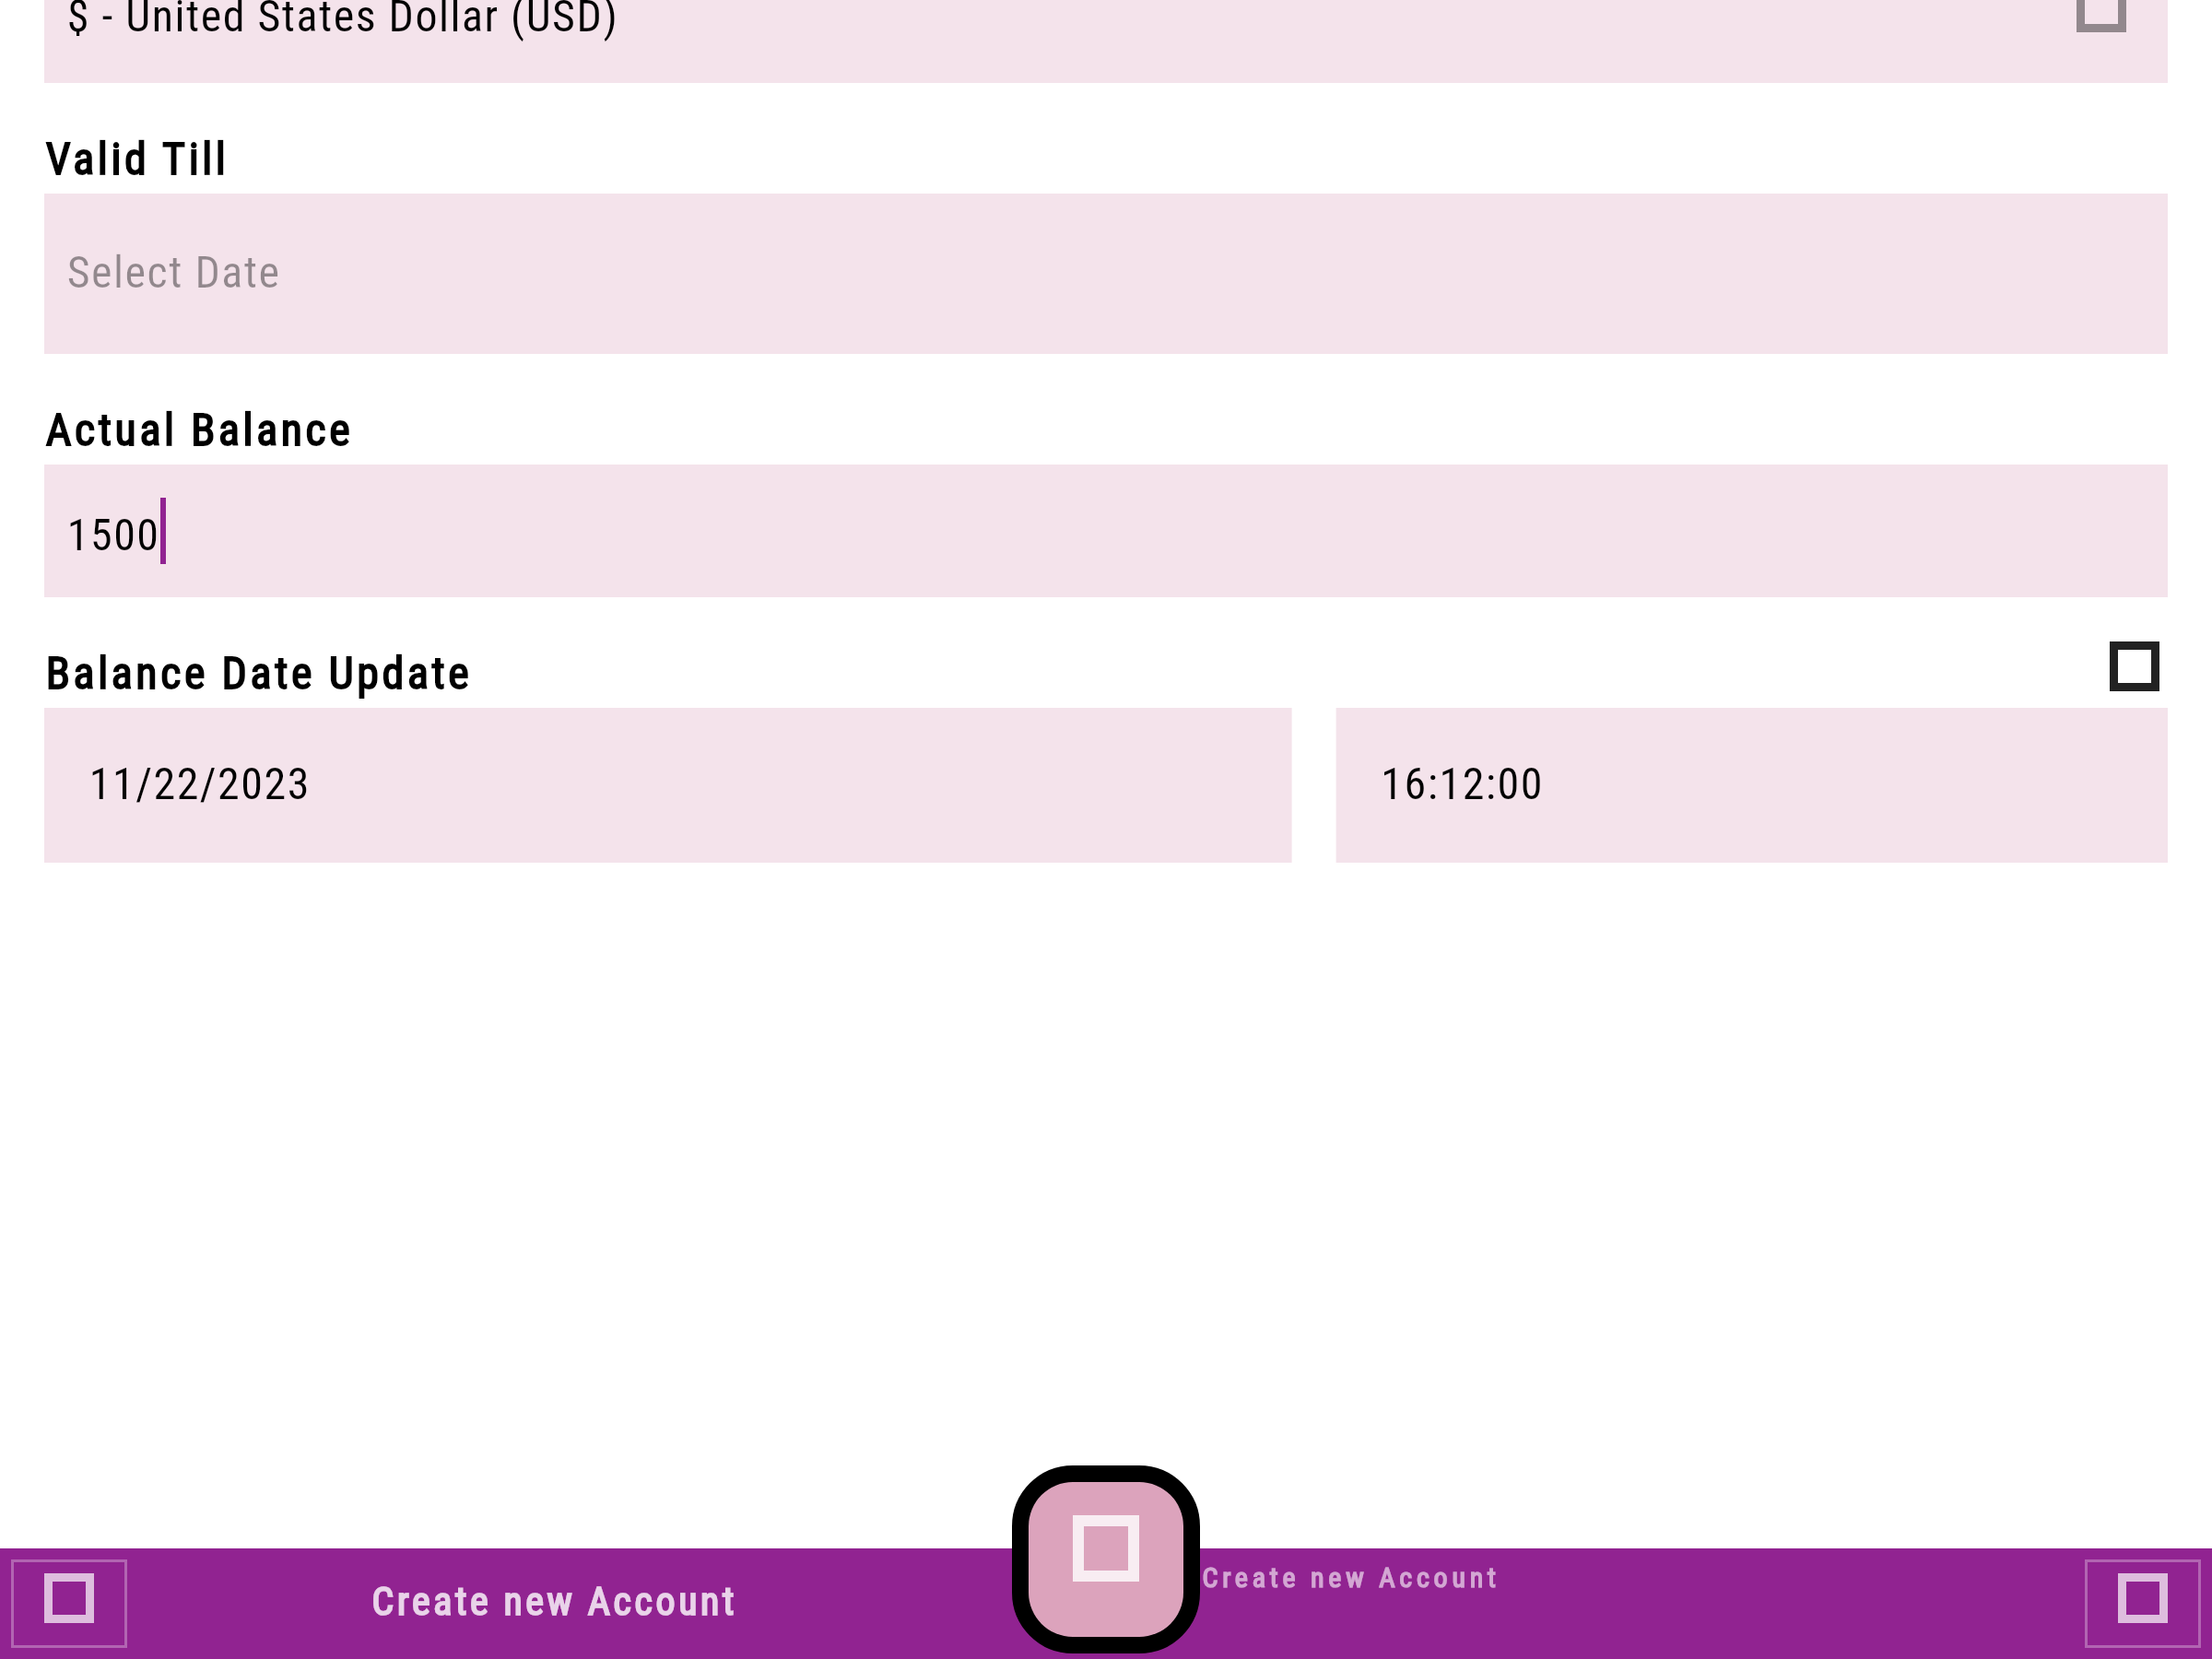 $ - United States Dollar (USD)
Valid Till
Select Date
Actual Balance
1500
Balance Date Update
11/22/2023
16:12:00
Create new Account
Create new Account